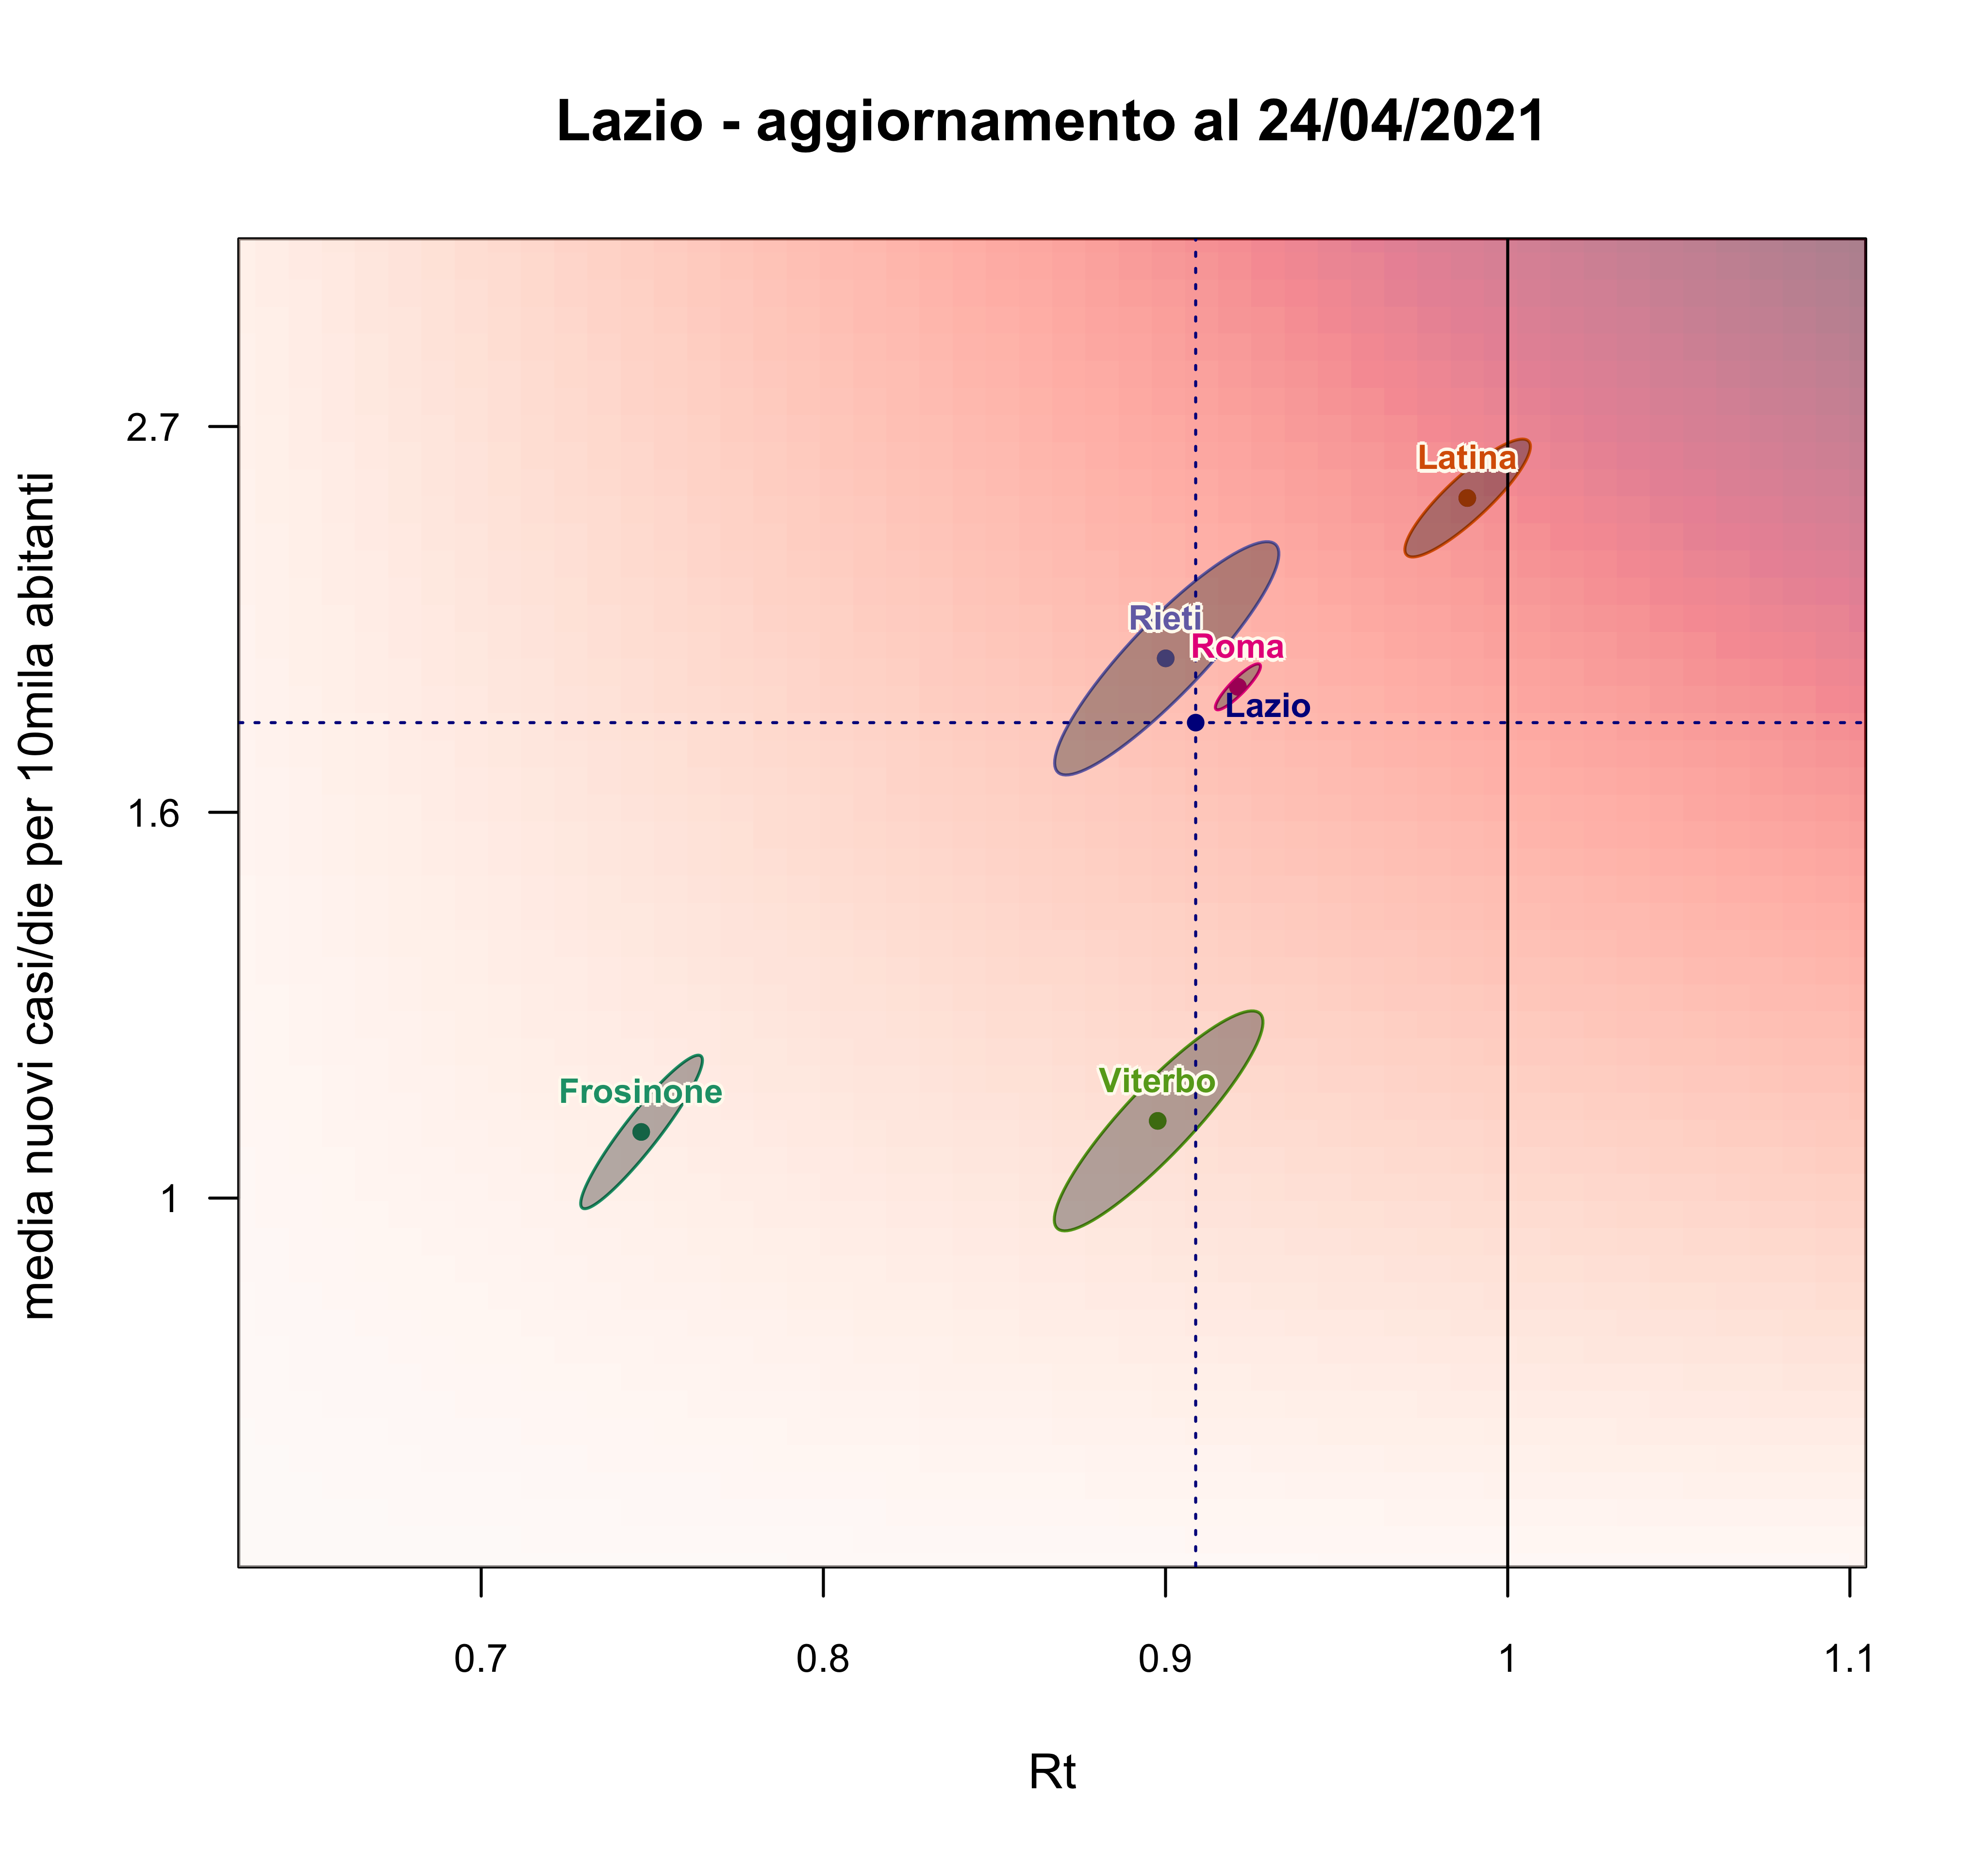 Lazio - aggiornamento al 24/04/2021
media nuovi casi/die per 10mila abitanti
2.7
1.6
1
Latina
Rieti
Roma
Lazio
Viterbo
Frosinone
0.7
0.8
0.9
1
1.1
Rt